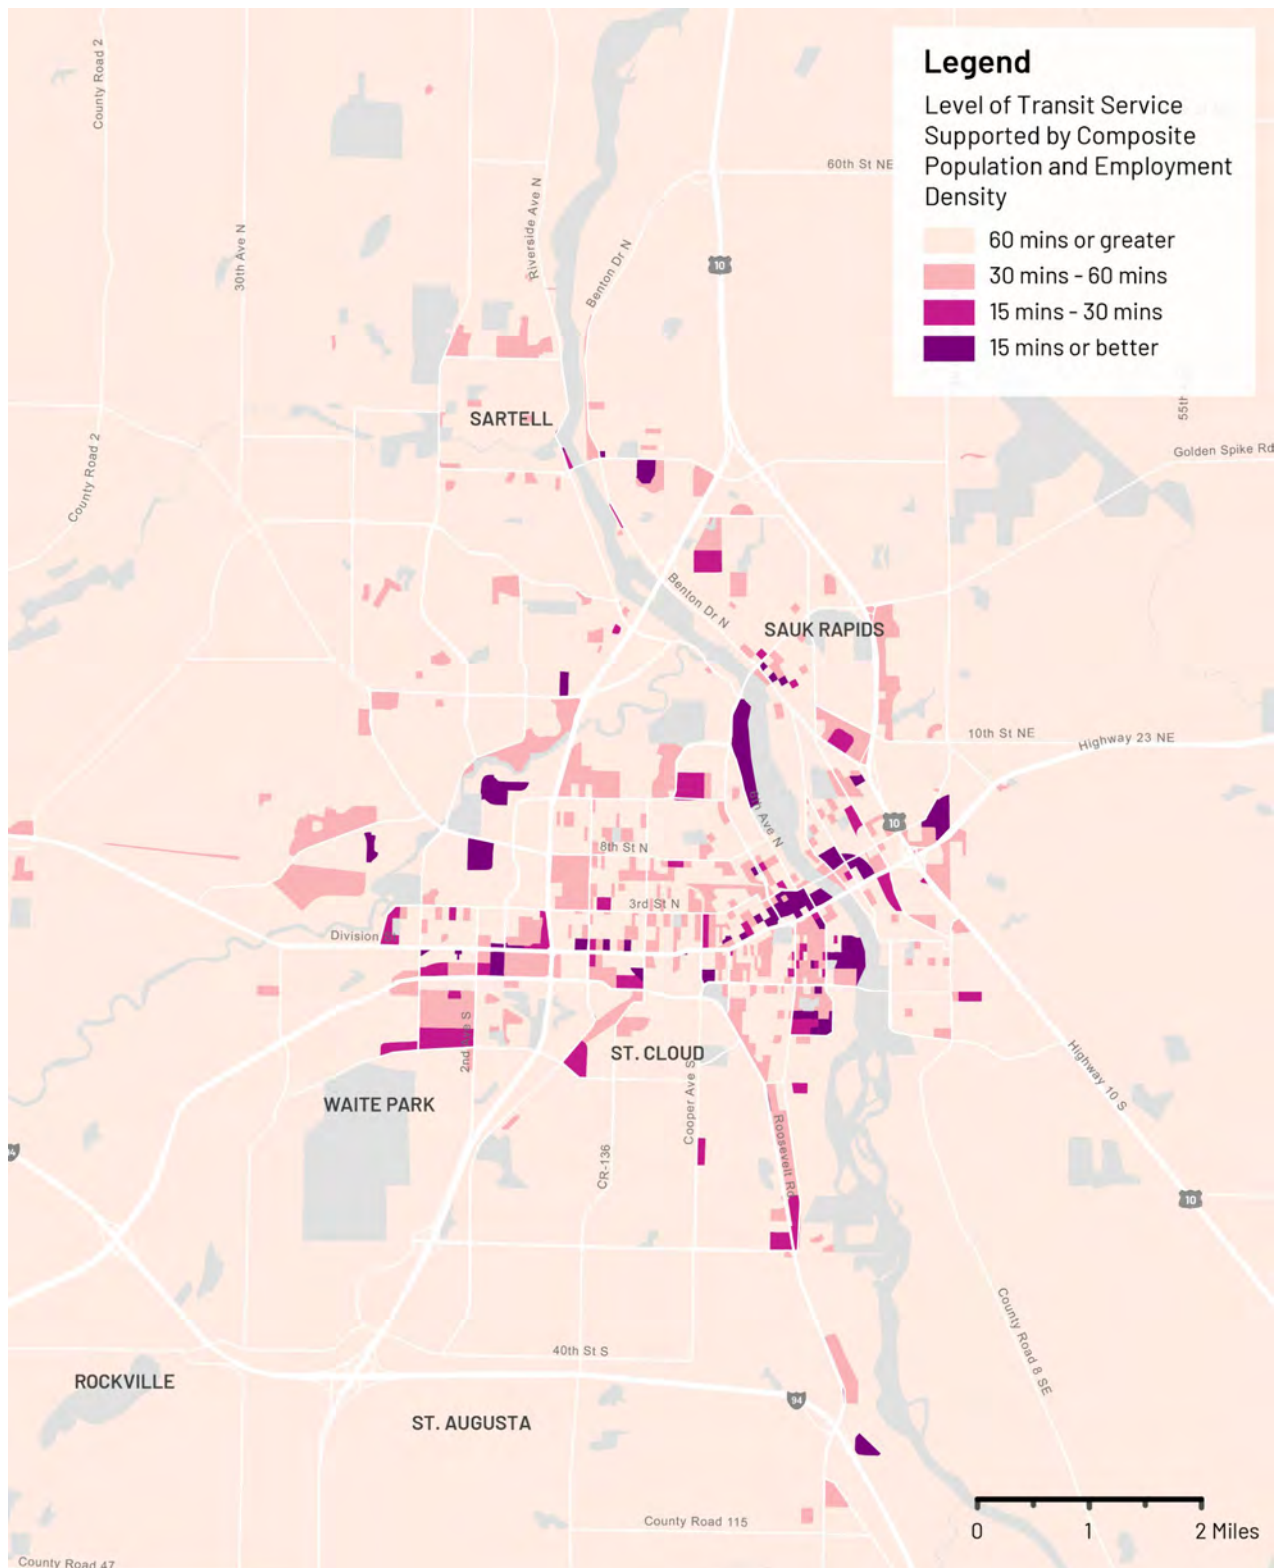 Legend
Level of Transit Service
Supported by Composite
Population and Employment
Density
60 mins or greater
30 mins - 60 mins
15 mins - 30 mins
15 mins or better
County Road 2
60th St NE
Riverside Ave N
30th Ave N
Benton Dr N
10
55th
SARTELL
County Road 2
Golden Spike Rd
Benton Dr N
SAUK RAPIDS
10th St NE
Highway 23 NE
8th Ave N
10
8th St N
3rd St N
Division
2nd Ave S
ST. CLOUD
Highway 10 S
WAITE PARK
Cooper Ave S
CR-136
Roosevelt Rd
10
County Road 8 SE
40th St S
ROCKVILLE
94
ST. AUGUSTA
County Road 115
0 1 2 Miles
County Road 47